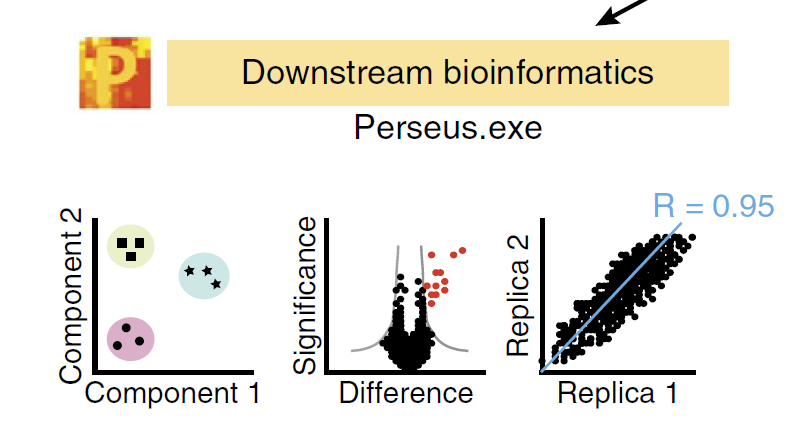 P
Downstream bioinformatics
Perseus.exe
Component 2
Component 1
Significance
Difference
R = 0.95
Replica 2
Replica 1